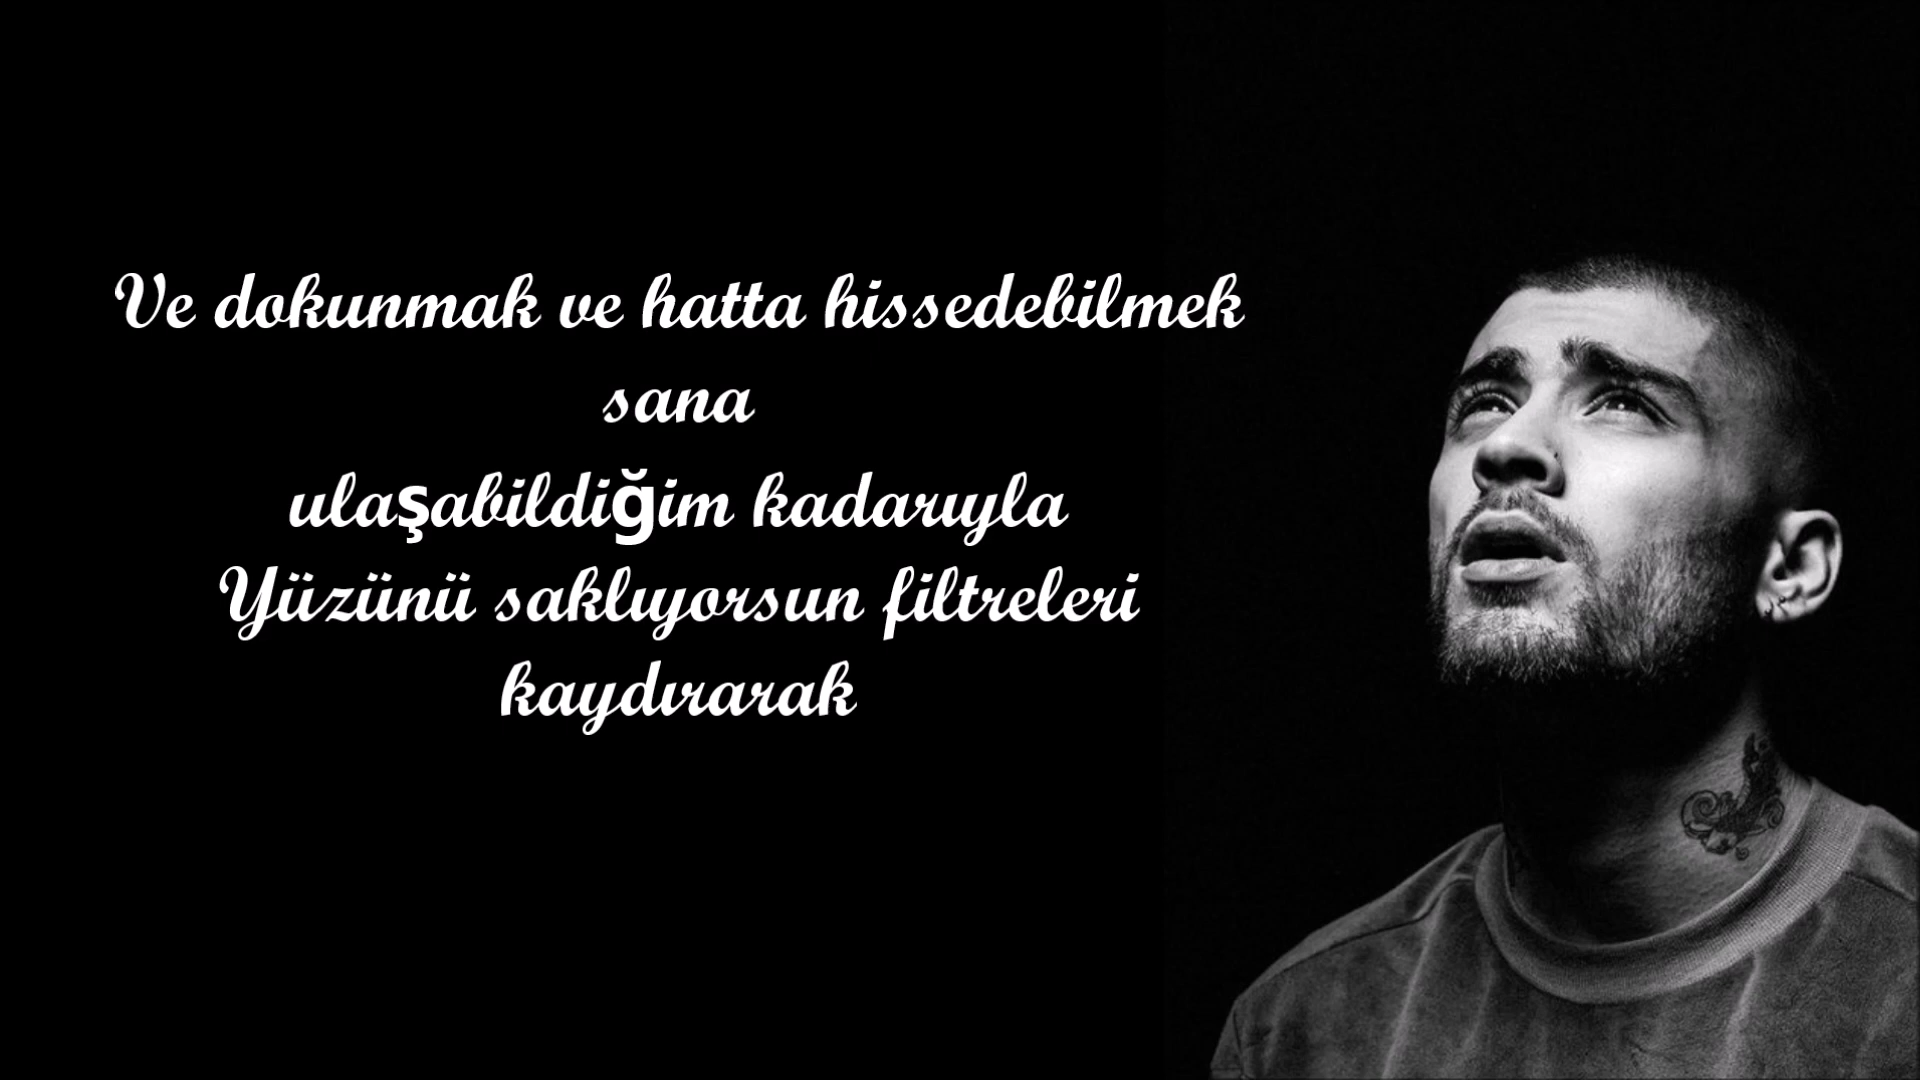 Ve dokunmak ve hatta hissedebilmek
sana
ulaşabildiğim kadarıyla
Yüzünü saklıyorsun filtreleri
kaydırarak